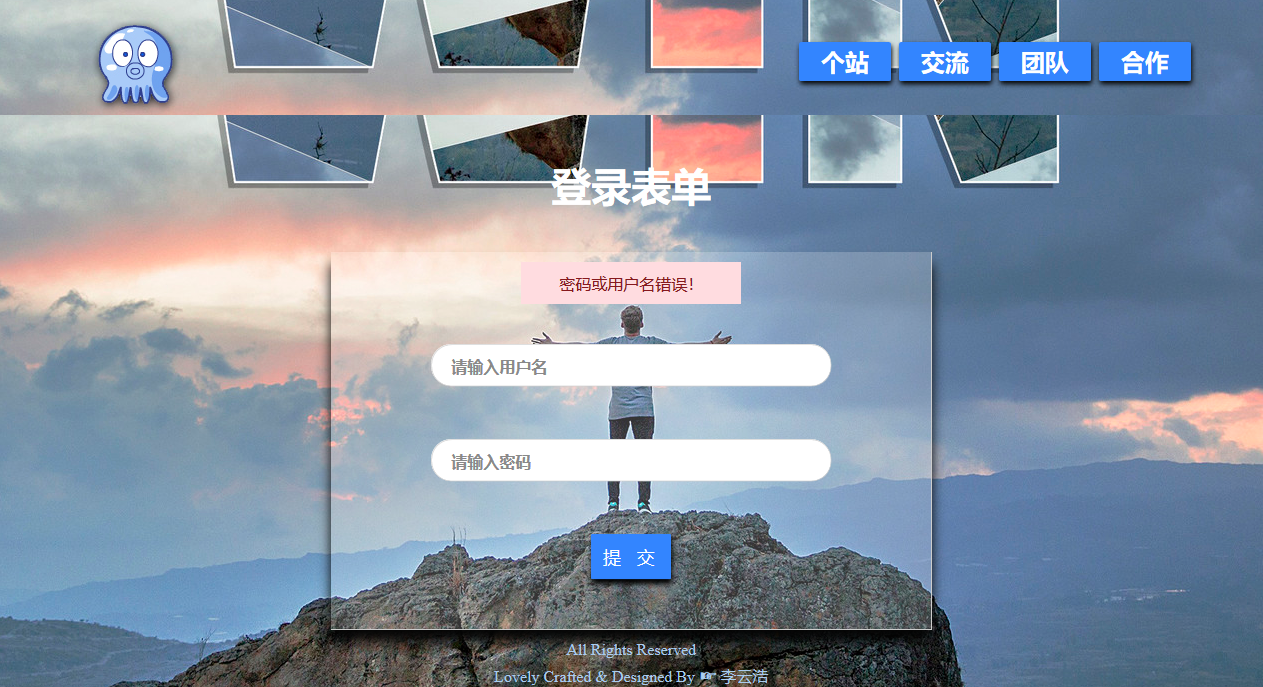 个站 交流 团队 合作
登录表单
密码或用户名错误！
请输入用户名
请输入密码
提 交
All Rights Reserved
Lovely Crafted & Designed By ☞ 李云浩